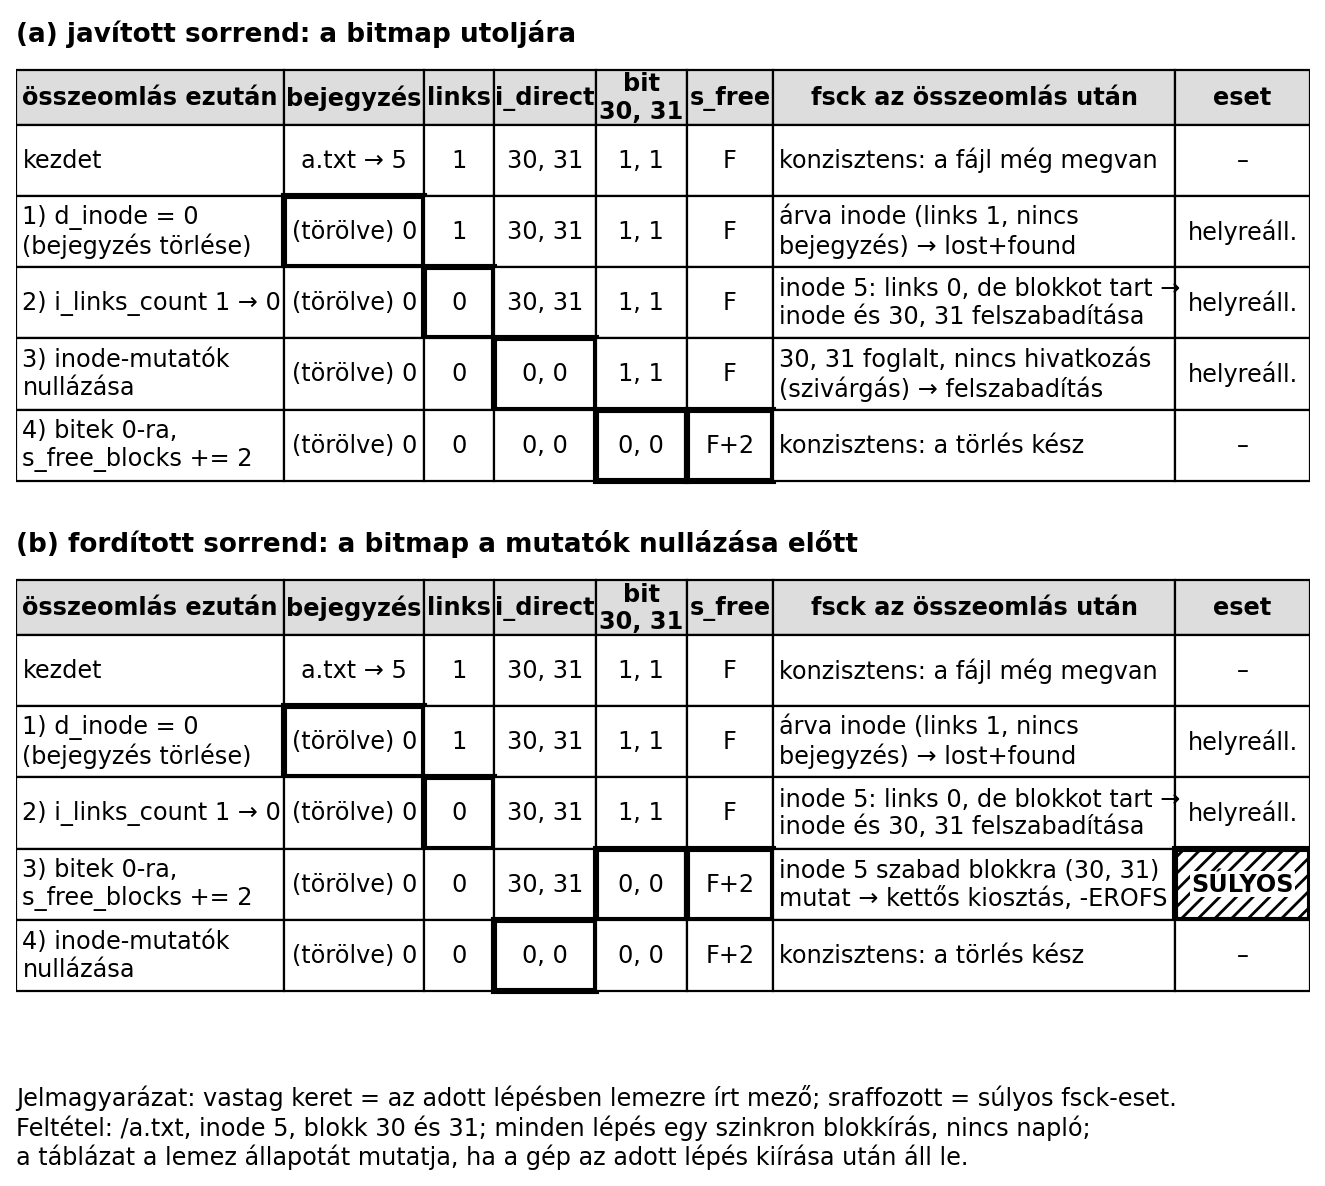 (a) javított sorrend: a bitmap utoljára
összeomlás ezután bejegyzés links i_direct bit 30, 31 s_free fsck az összeomlás után eset
kezdet a.txt → 5 1 30, 31 1, 1 F konzisztens: a fájl még megvan –
1) d_inode = 0
(bejegyzés törlése) (törölve) 0 1 30, 31 1, 1 F árva inode (links 1, nincs
bejegyzés) → lost+found helyreáll.
2) i_links_count 1 → 0 (törölve) 0 0 30, 31 1, 1 F inode 5: links 0, de blokkot tart →
inode és 30, 31 felszabadítása helyreáll.
3) inode-mutatók
nullázása (törölve) 0 0 0, 0 1, 1 F 30, 31 foglalt, nincs hivatkozás
(szivárgás) → felszabadítás helyreáll.
4) bitek 0-ra,
s_free_blocks += 2 (törölve) 0 0 0, 0 0, 0 F+2 konzisztens: a törlés kész –
(b) fordított sorrend: a bitmap a mutatók nullázása előtt
összeomlás ezután bejegyzés links i_direct bit 30, 31 s_free fsck az összeomlás után eset
kezdet a.txt → 5 1 30, 31 1, 1 F konzisztens: a fájl még megvan –
1) d_inode = 0
(bejegyzés törlése) (törölve) 0 1 30, 31 1, 1 F árva inode (links 1, nincs
bejegyzés) → lost+found helyreáll.
2) i_links_count 1 → 0 (törölve) 0 0 30, 31 1, 1 F inode 5: links 0, de blokkot tart →
inode és 30, 31 felszabadítása helyreáll.
3) bitek 0-ra,
s_free_blocks += 2 (törölve) 0 0 30, 31 0, 0 F+2 inode 5 szabad blokkra (30, 31)
mutat → kettős kiosztás, -EROFS SÚLYOS
4) inode-mutatók
nullázása (törölve) 0 0 0, 0 0, 0 F+2 konzisztens: a törlés kész –
Jelmagyarázat: vastag keret = az adott lépésben lemezre írt mező; sraffozott = súlyos fsck-eset.
Feltétel: /a.txt, inode 5, blokk 30 és 31; minden lépés egy szinkron blokkírás, nincs napló;
a táblázat a lemez állapotát mutatja, ha a gép az adott lépés kiírása után áll le.